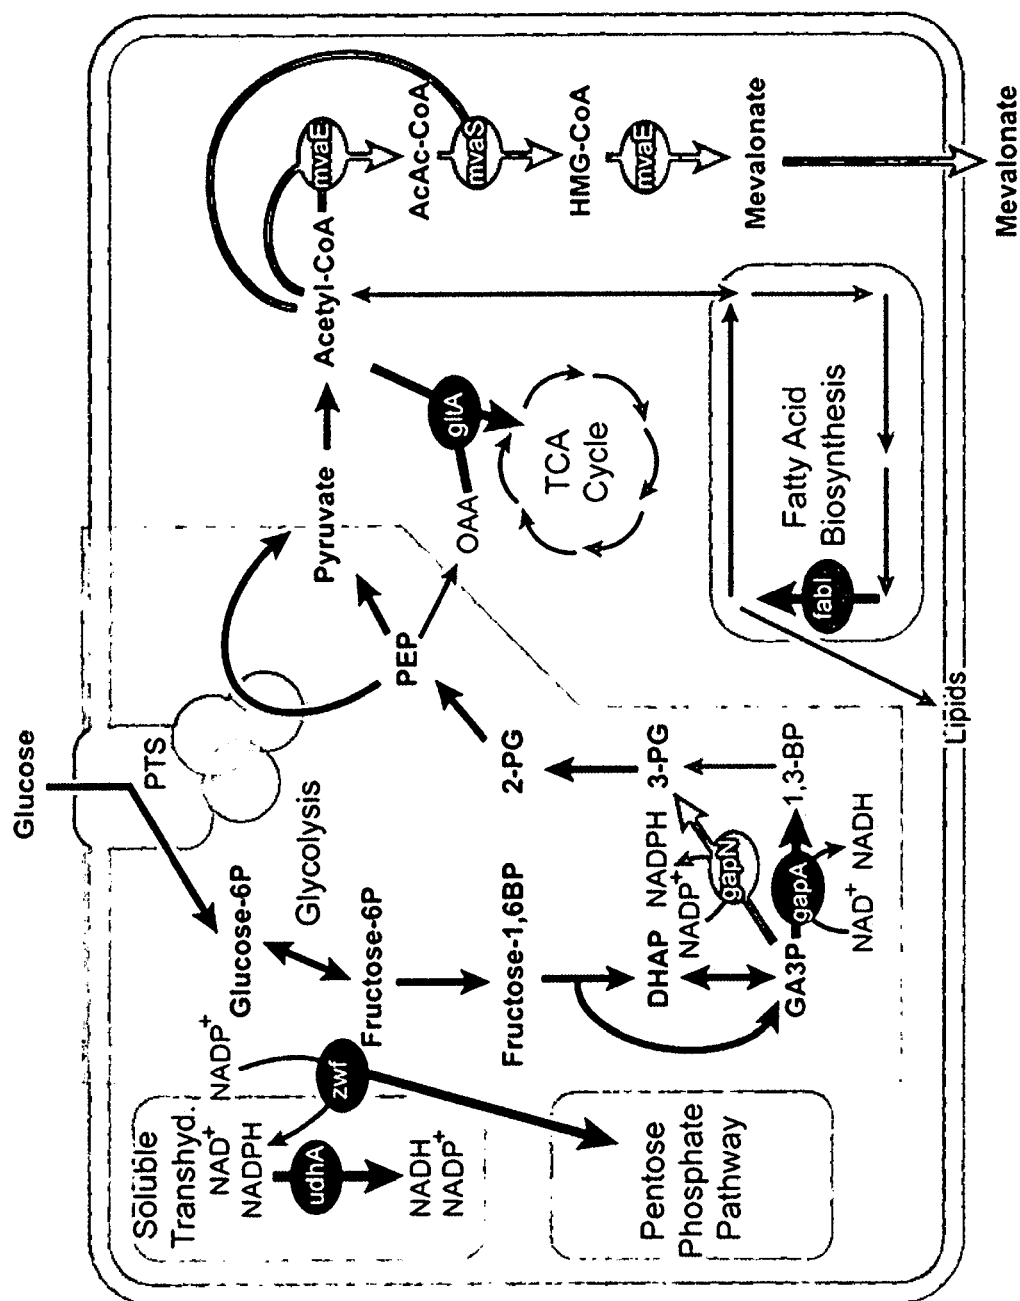 Glucose
PTS
Glucose-6P
Glycolysis
Fructose-6P
Fructose-1,6BP
DHAP
NADPH
NADP+
gapN
3-PG
GA3P
gapA
1,3-BP
NAD+
NADH
2-PG
PEP
Pyruvate
Acetyl-CoA
OAA
gltA
TCA
Cycle
mvaE
AcAc-CoA
mvaS
HMG-CoA
mvaE
Mevalonate
Mevalonate
Fatty Acid
Biosynthesis
fabI
Lipids
Soluble
Transhyd.
NAD+
NADPH
NADP+
zwf
udhA
NADH
NADP+
Pentose
Phosphate
Pathway